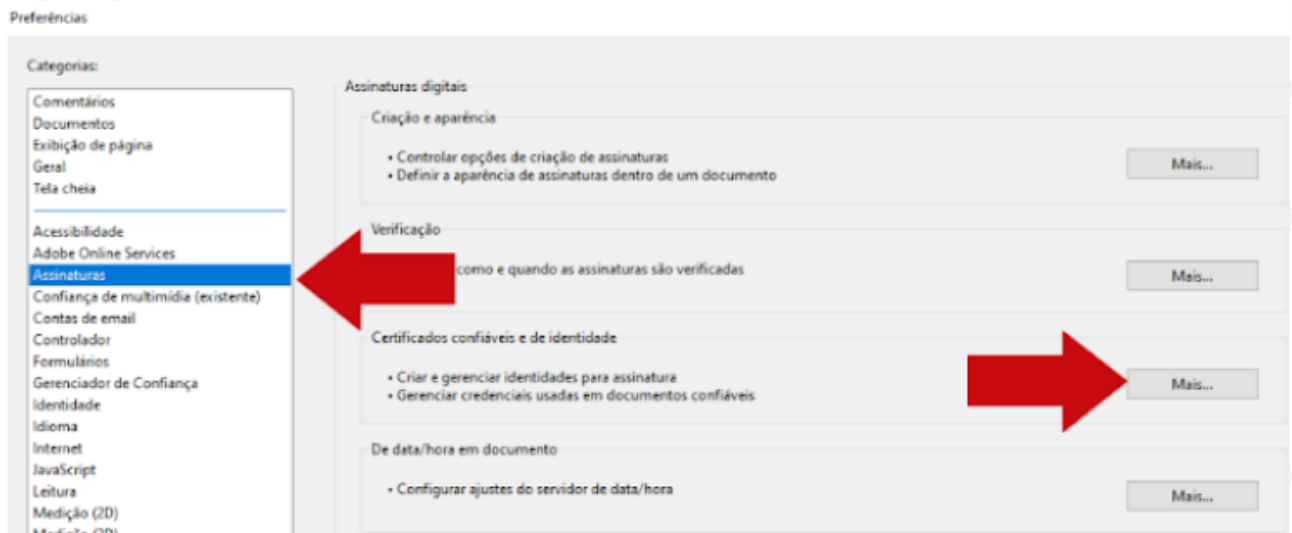 Preferências
Categorias:
Comentários
Documentos
Exibição de página
Geral
Tela cheia
Acessibilidade
Adobe Online Services
Assinaturas
Confiança de multimídia (existente)
Contas de email
Controlador
Formulários
Gerenciador de Confiança
Identidade
Idioma
Internet
JavaScript
Leitura
Medição (2D)
Assinaturas digitais
Criação e aparência
• Controlar opções de criação de assinaturas
• Definir a aparência de assinaturas dentro de um documento
Mais...
Verificação
como e quando as assinaturas são verificadas
Mais...
Certificados confiáveis e de identidade
• Criar e gerenciar identidades para assinatura
• Gerenciar credenciais usadas em documentos confiáveis
Mais...
De data/hora em documento
• Configurar ajustes do servidor de data/hora
Mais...